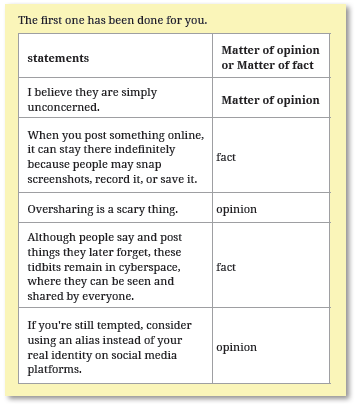 The first one has been done for you.
statements
Matter of opinion
or Matter of fact
I believe they are simply
unconcerned.
Matter of opinion
When you post something online,
it can stay there indefinitely
because people may snap
screenshots, record it, or save it.
fact
Oversharing is a scary thing.
opinion
Although people say and post
things they later forget, these
tidbits remain in cyberspace,
where they can be seen and
shared by everyone.
fact
If you're still tempted, consider
using an alias instead of your
real identity on social media
platforms.
opinion